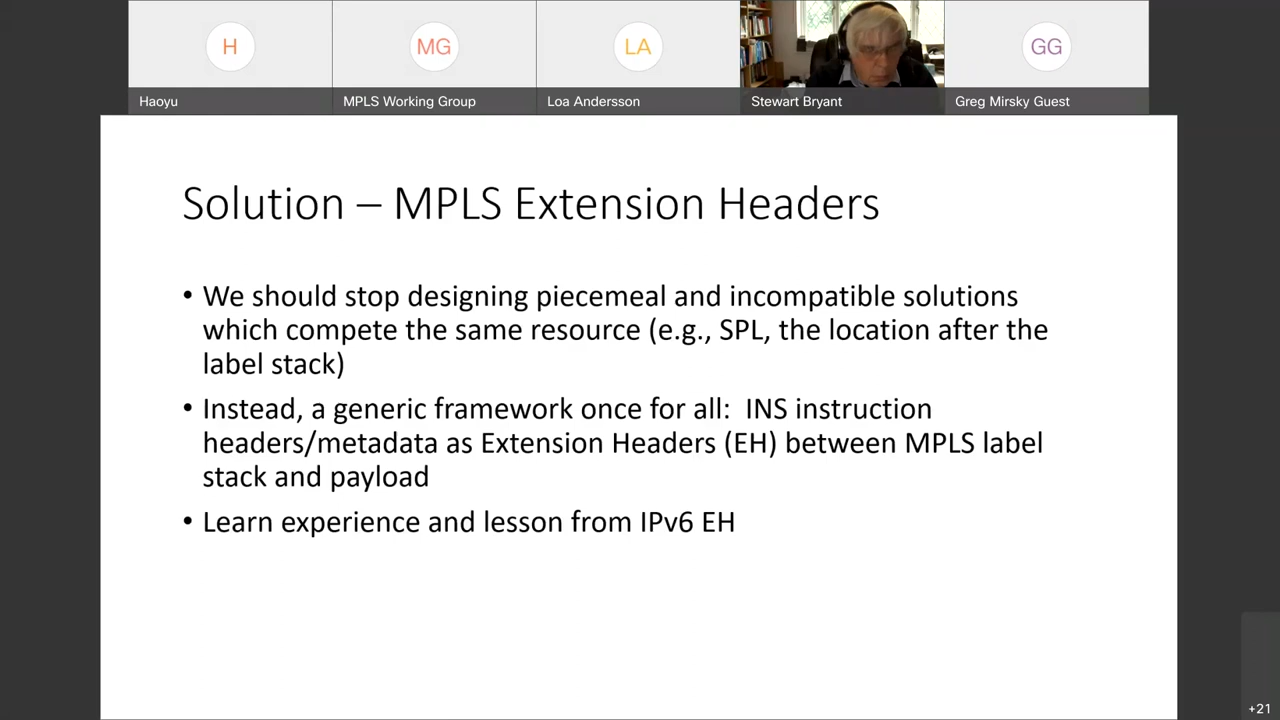 H
MG
LA
GG
Haoyu
MPLS Working Group
Loa Andersson
Stewart Bryant
Greg Mirsky Guest
Solution – MPLS Extension Headers
• We should stop designing piecemeal and incompatible solutions
which compete the same resource (e.g., SPL, the location after the
label stack)
• Instead, a generic framework once for all:  INS instruction
headers/metadata as Extension Headers (EH) between MPLS label
stack and payload
• Learn experience and lesson from IPv6 EH
+21